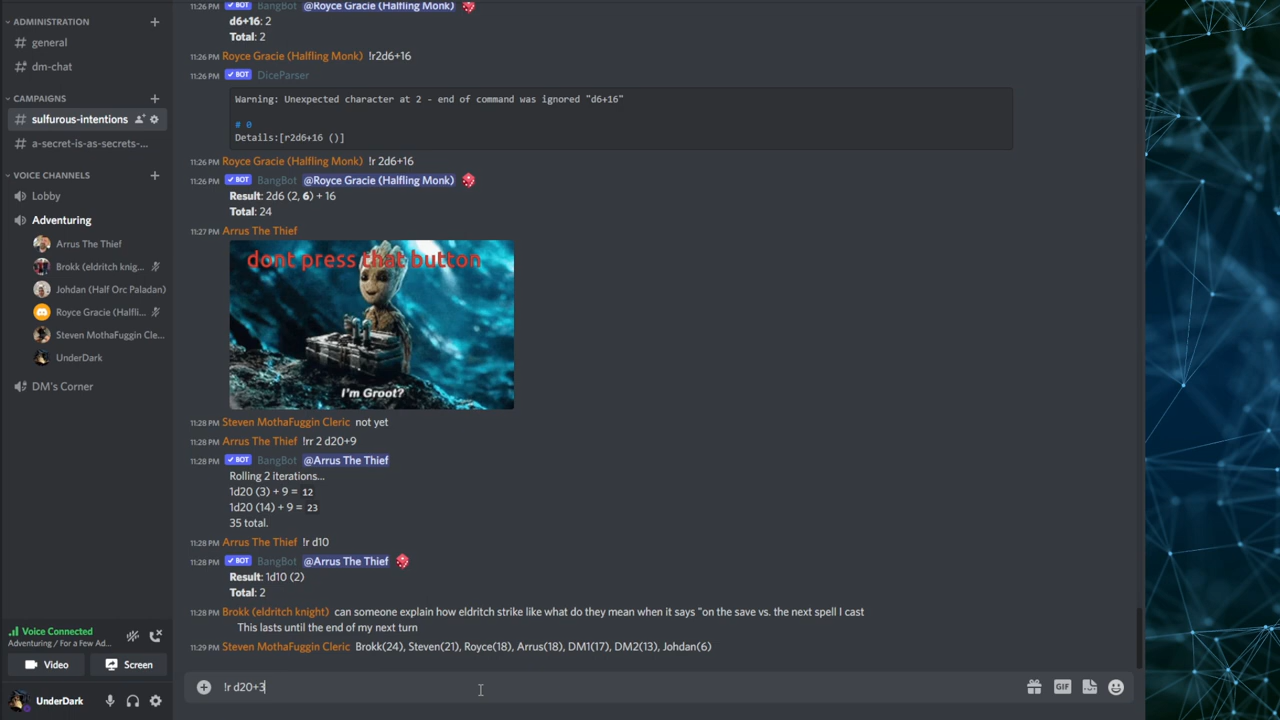 ADMINISTRATION
general
dm-chat
CAMPAIGNS
sulfurous-intentions
a-secret-is-as-secrets-...
VOICE CHANNELS
Lobby
Adventuring
Arrus The Thief
Brokk (eldritch knig...
Johdan (Half Orc Paladan)
Royce Gracie (Halfli...
Steven MothaFuggin Cle...
UnderDark
DM's Corner
Voice Connected
Adventuring / For a Few Ad...
Video Screen
UnderDark
11:26 PM BOT BangBot @Royce Gracie (Halfling Monk)
d6+16: 2
Total: 2
11:26 PM Royce Gracie (Halfling Monk) !r2d6+16
11:26 PM BOT DiceParser
Warning: Unexpected character at 2 - end of command was ignored "d6+16"
# 0
Details:[r2d6+16 ()]
11:26 PM Royce Gracie (Halfling Monk) !r 2d6+16
11:26 PM BOT BangBot @Royce Gracie (Halfling Monk)
Result: 2d6 (2, 6) + 16
Total: 24
11:27 PM Arrus The Thief
dont press that button
I'm Groot?
11:28 PM Steven MothaFuggin Cleric not yet
11:28 PM Arrus The Thief !rr 2 d20+9
11:28 PM BOT BangBot @Arrus The Thief
Rolling 2 iterations...
1d20 (3) + 9 = 12
1d20 (14) + 9 = 23
35 total.
11:28 PM Arrus The Thief !r d10
11:28 PM BOT BangBot @Arrus The Thief
Result: 1d10 (2)
Total: 2
11:28 PM Brokk (eldritch knight) can someone explain how eldritch strike like what do they mean when it says "on the save vs. the next spell I cast
This lasts until the end of my next turn
11:29 PM Steven MothaFuggin Cleric Brokk(24), Steven(21), Royce(18), Arrus(18), DM1(17), DM2(13), Johdan(6)
!r d20+3
GIF